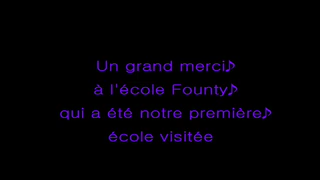 Un grand merci♪
à l'école Founty♪
qui a été notre première♪
école visitée